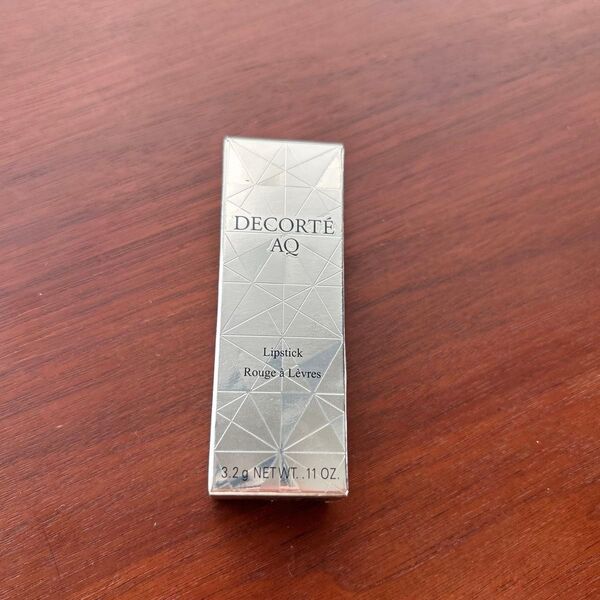 DECORTÉ
AQ
Lipstick
Rouge à Lèvres
3.2 g NET WT. .11 OZ.